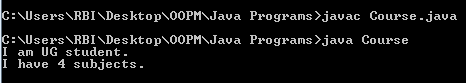 C:\Users\RBI\Desktop\OOPM\Java Programs>javac Course.java
C:\Users\RBI\Desktop\OOPM\Java Programs>java Course
I am UG student.
I have 4 subjects.